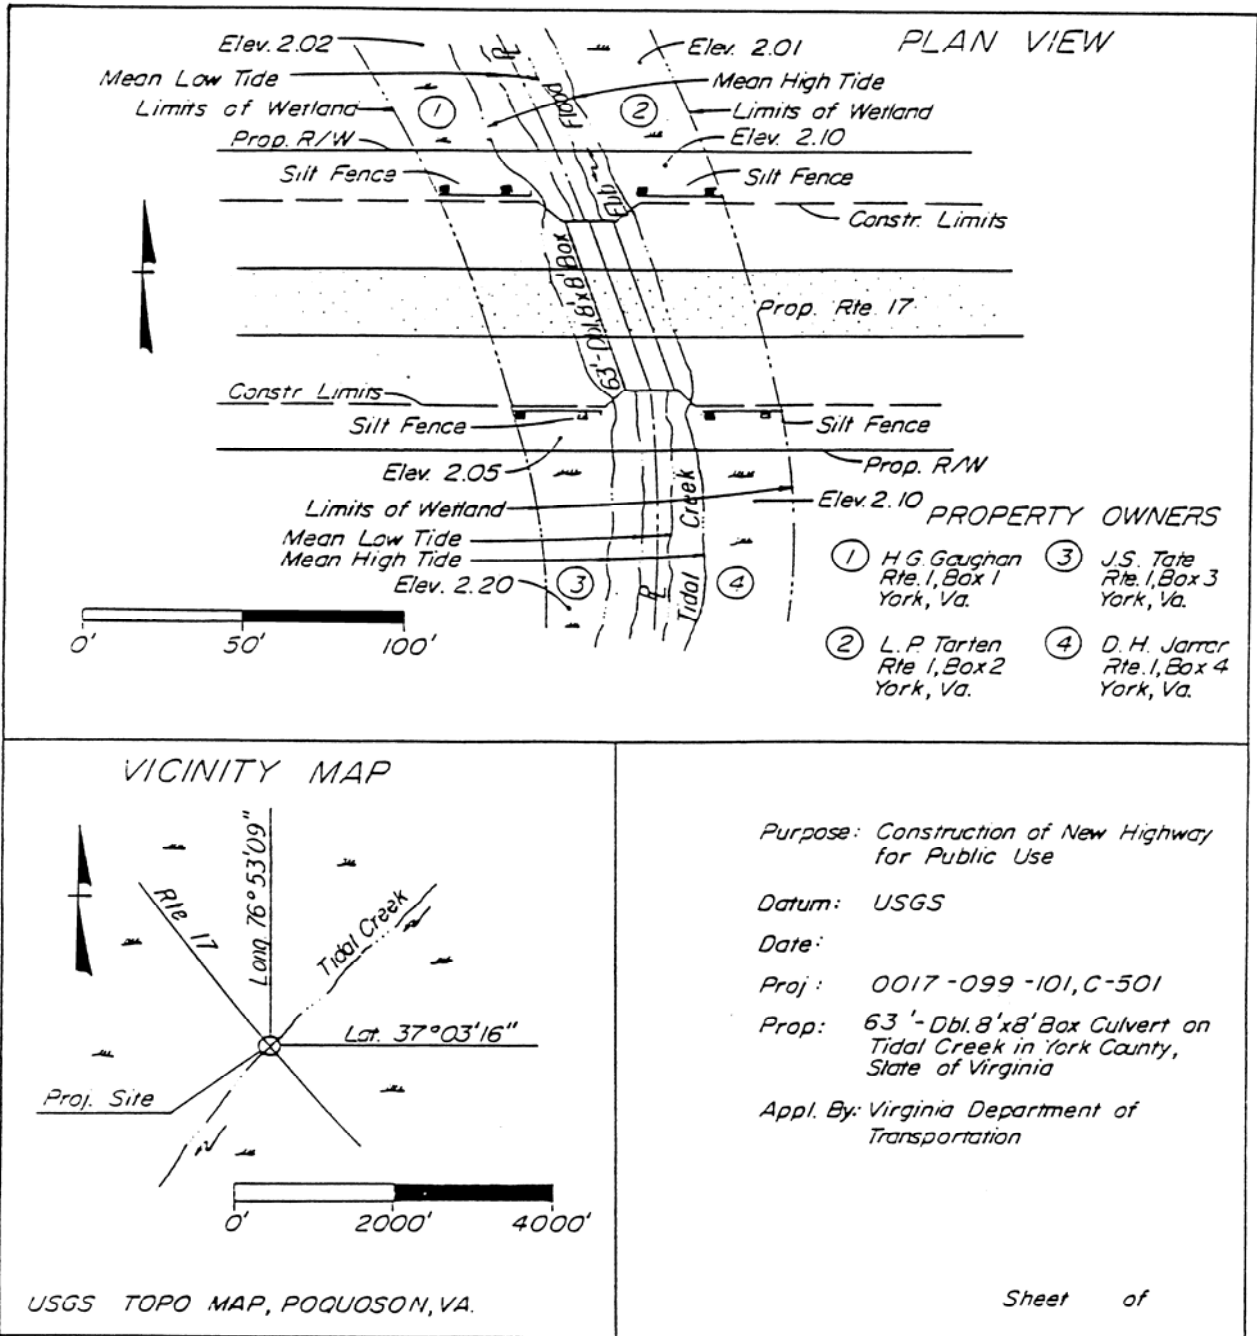 PLAN VIEW
Elev. 2.02
Elev. 2.01
Mean Low Tide
Mean High Tide
Limits of Wetland
Limits of Wetland
Prop. R/W
Elev. 2.10
Silt Fence
Silt Fence
Constr. Limits
PL
Flood
Ebb
1
2
63'-Dbl. 8'x8' Box
Prop. Rte. 17
Constr Limits
Silt Fence
Silt Fence
Elev. 2.05
Prop. R/W
Limits of Wetland
Elev. 2.10
Mean Low Tide
Mean High Tide
Elev. 2.20
3
4
PL
Tidal Creek
0' 50' 100'
PROPERTY OWNERS
1 H G. Gaughan
Rte. 1, Box 1
York, Va.
3 J.S. Tate
Rte. 1, Box 3
York, Va.
2 L. P. Tarten
Rte 1, Box 2
York, Va.
4 D. H.
Rte. 1, Box 4
York, Va.
VICINITY MAP
Rte 17
Long. 76° 53'09"
Tidal Creek
Lat. 37°03'16"
Proj. Site
0' 2000' 4000'
USGS TOPO MAP, POQUOSON, VA.
Purpose: Construction of New Highway
for Public Use
Datum: USGS
Date:
Proj: 0017-099-101, C-501
Prop: 63'-Dbl. 8'x8' Box Culvert on
Tidal Creek in York County,
State of Virginia
Appl. By: Virginia Department of
Transportation
Sheet of